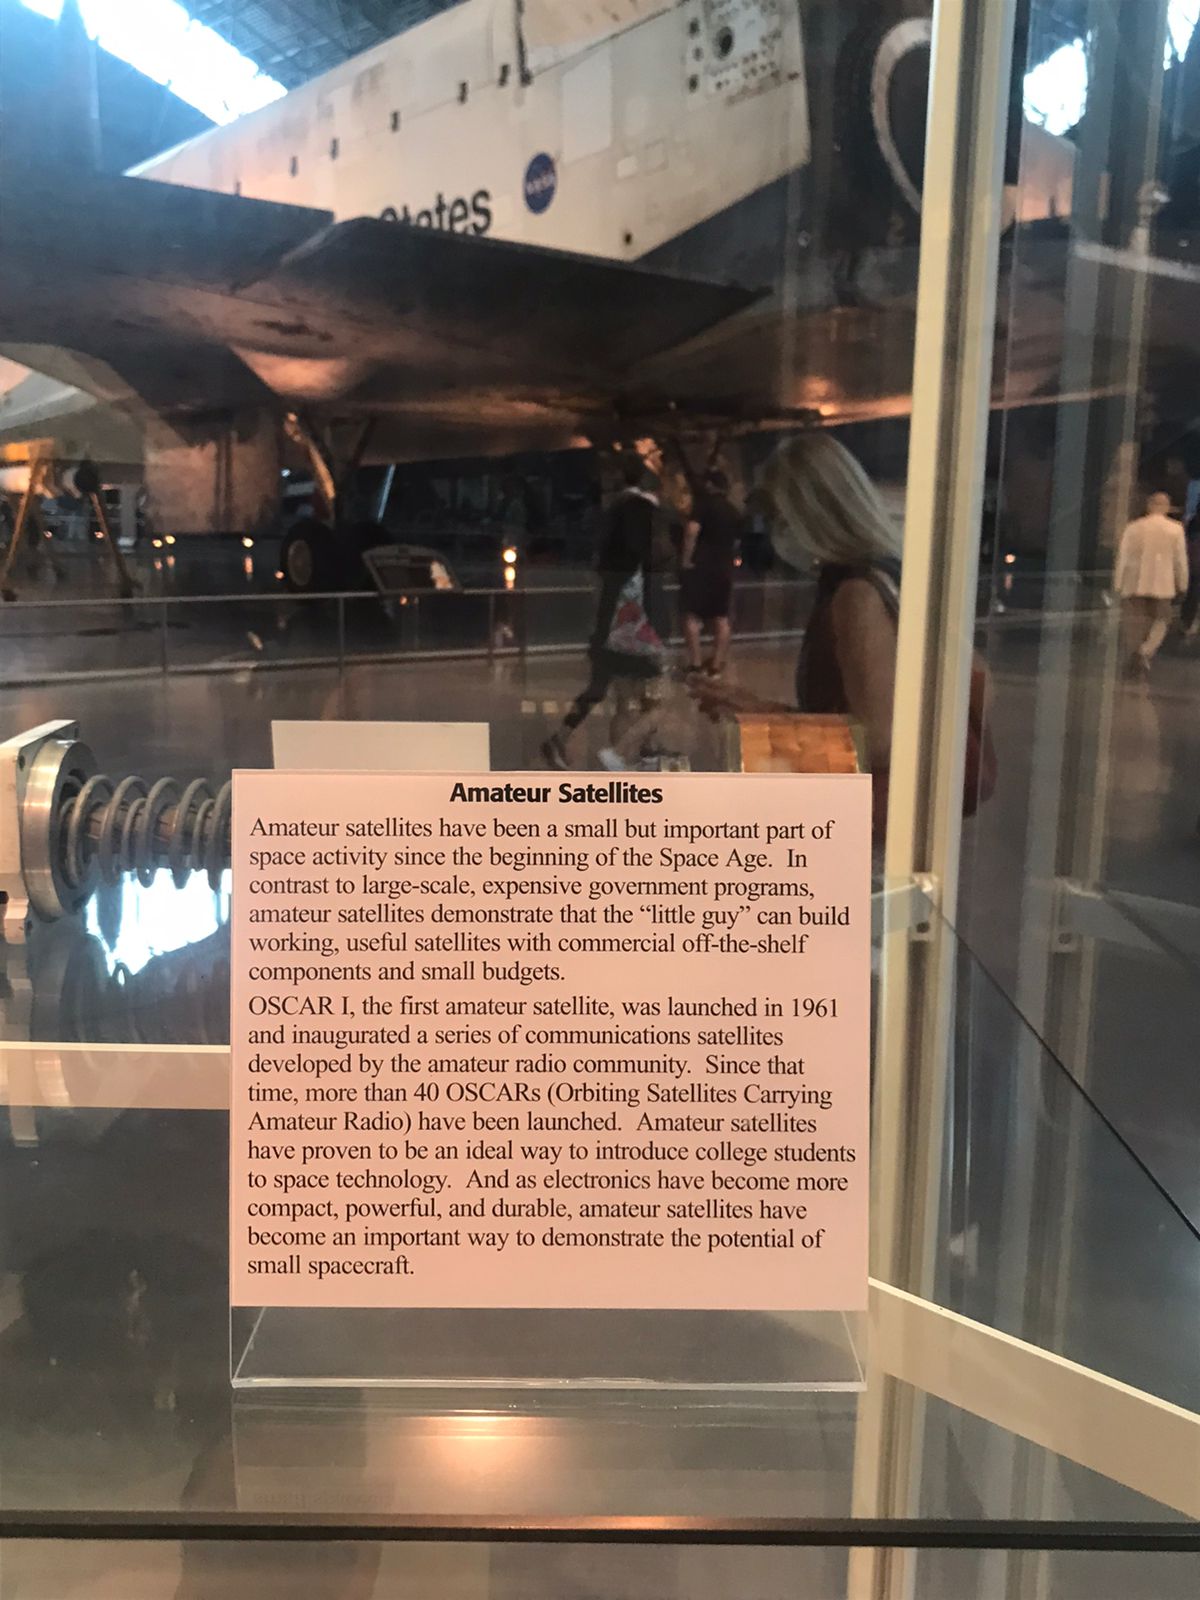 States
NASA
Amateur Satellites
Amateur satellites have been a small but important part of
space activity since the beginning of the Space Age. In
contrast to large-scale, expensive government programs,
amateur satellites demonstrate that the “little guy” can build
working, useful satellites with commercial off-the-shelf
components and small budgets.
OSCAR I, the first amateur satellite, was launched in 1961
and inaugurated a series of communications satellites
developed by the amateur radio community. Since that
time, more than 40 OSCARs (Orbiting Satellites Carrying
Amateur Radio) have been launched. Amateur satellites
have proven to be an ideal way to introduce college students
to space technology. And as electronics have become more
compact, powerful, and durable, amateur satellites have
become an important way to demonstrate the potential of
small spacecraft.